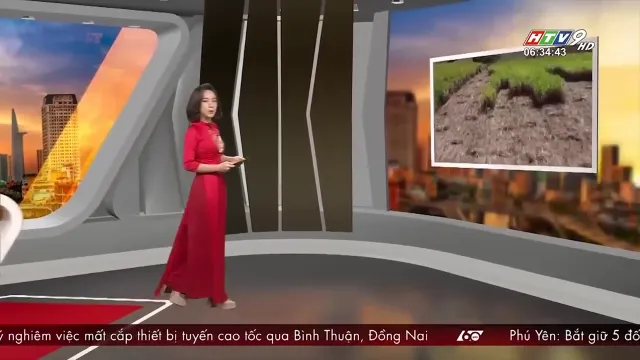 HTV9 HD
06:34:43
ý nghiêm việc mất cắp thiết bị tuyến cao tốc qua Bình Thuận, Đồng Nai 60 Phú Yên: Bắt giữ 5 đố